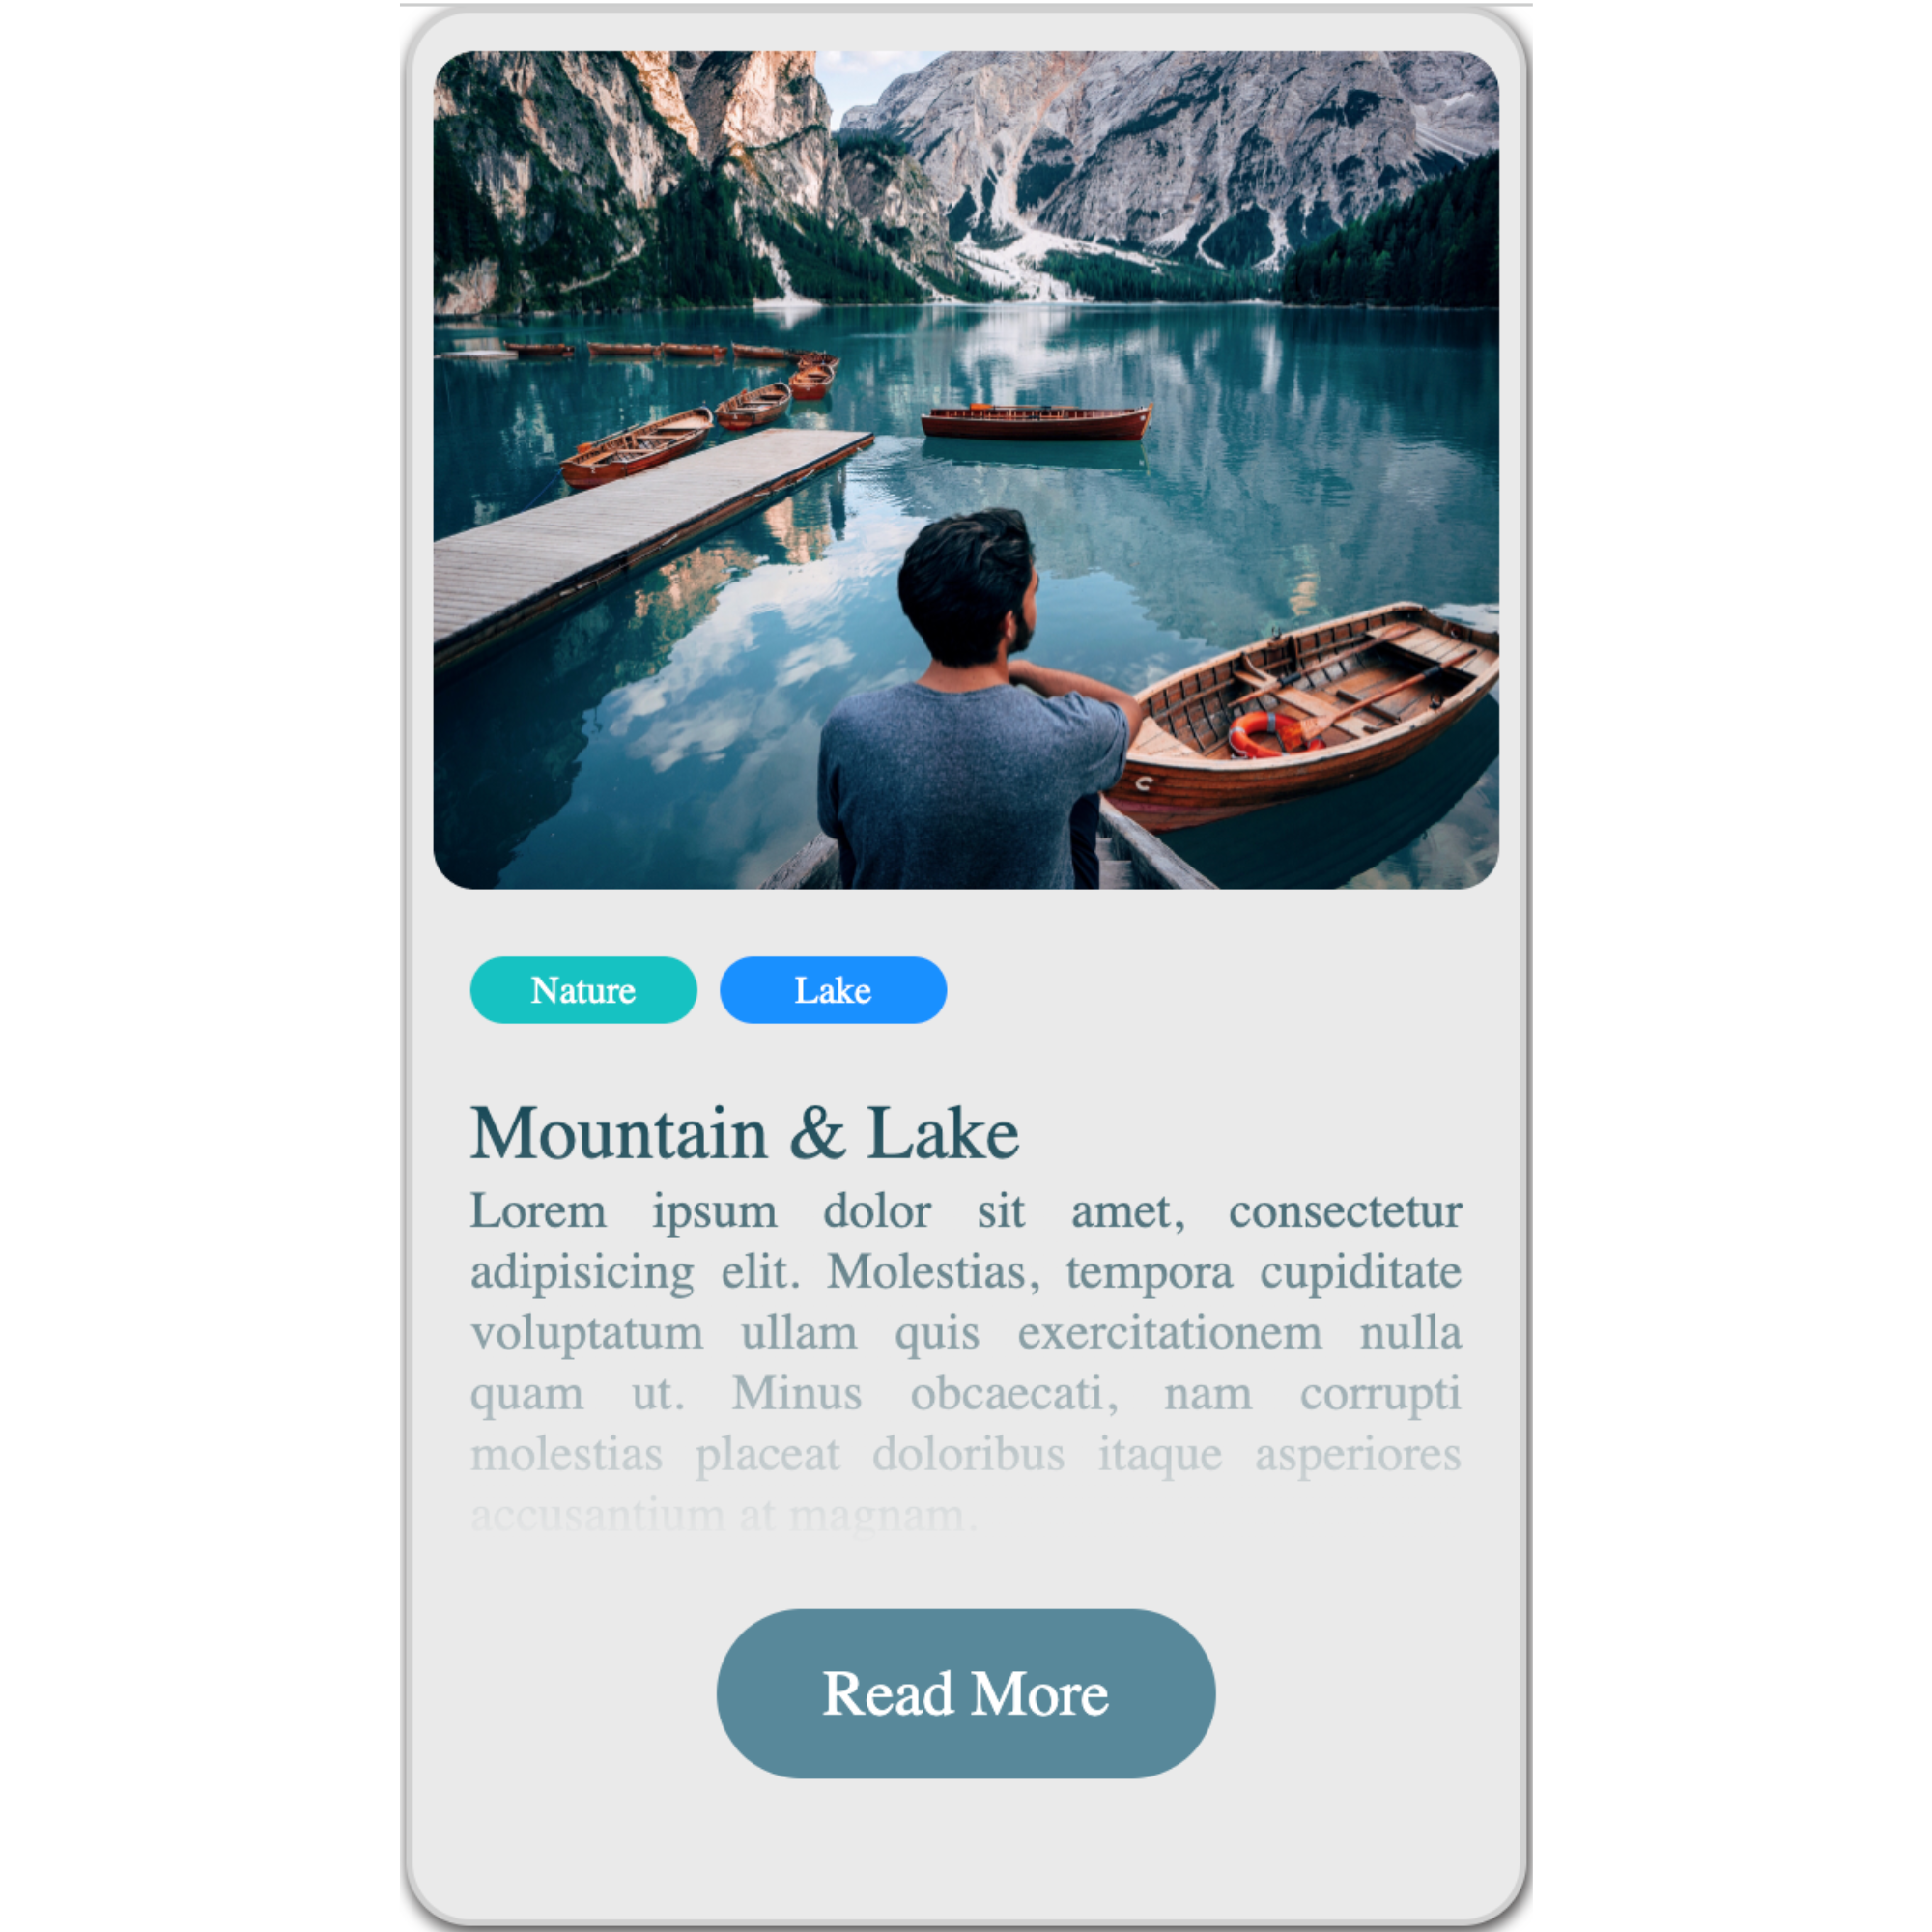 C
Nature
Lake
Mountain & Lake
Lorem ipsum dolor sit amet, consectetur
adipisicing elit. Molestias, tempora cupiditate
voluptatum ullam quis exercitationem nulla
quam ut. Minus obcaecati, nam corrupti
molestias placeat doloribus itaque asperiores
accusantium at magnam.
Read More